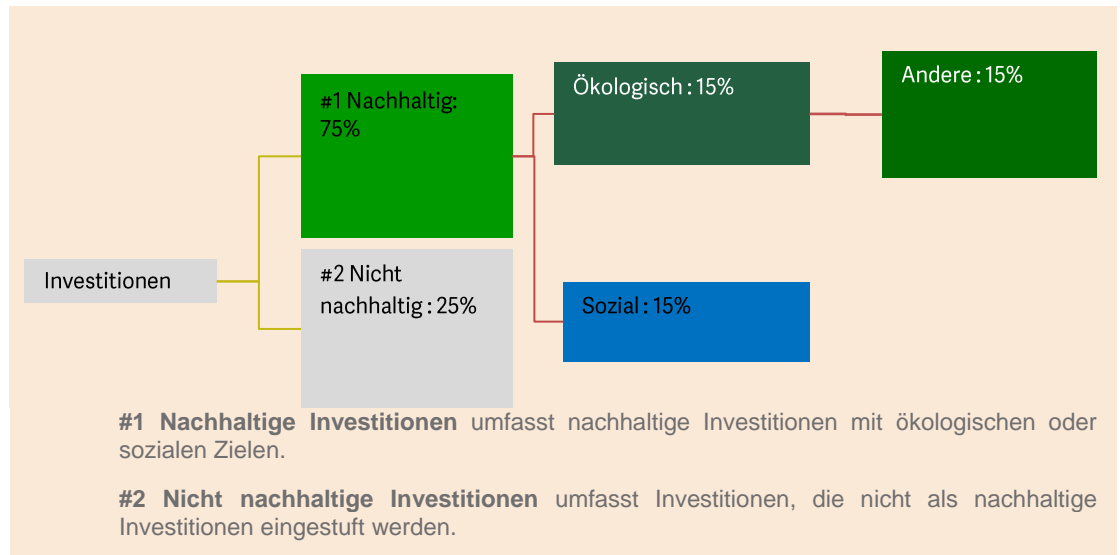 Investitionen
#1 Nachhaltig:
75%
#2 Nicht
nachhaltig : 25%
Ökologisch : 15%
Sozial : 15%
Andere : 15%
#1 Nachhaltige Investitionen umfasst nachhaltige Investitionen mit ökologischen oder
sozialen Zielen.
#2 Nicht nachhaltige Investitionen umfasst Investitionen, die nicht als nachhaltige
Investitionen eingestuft werden.